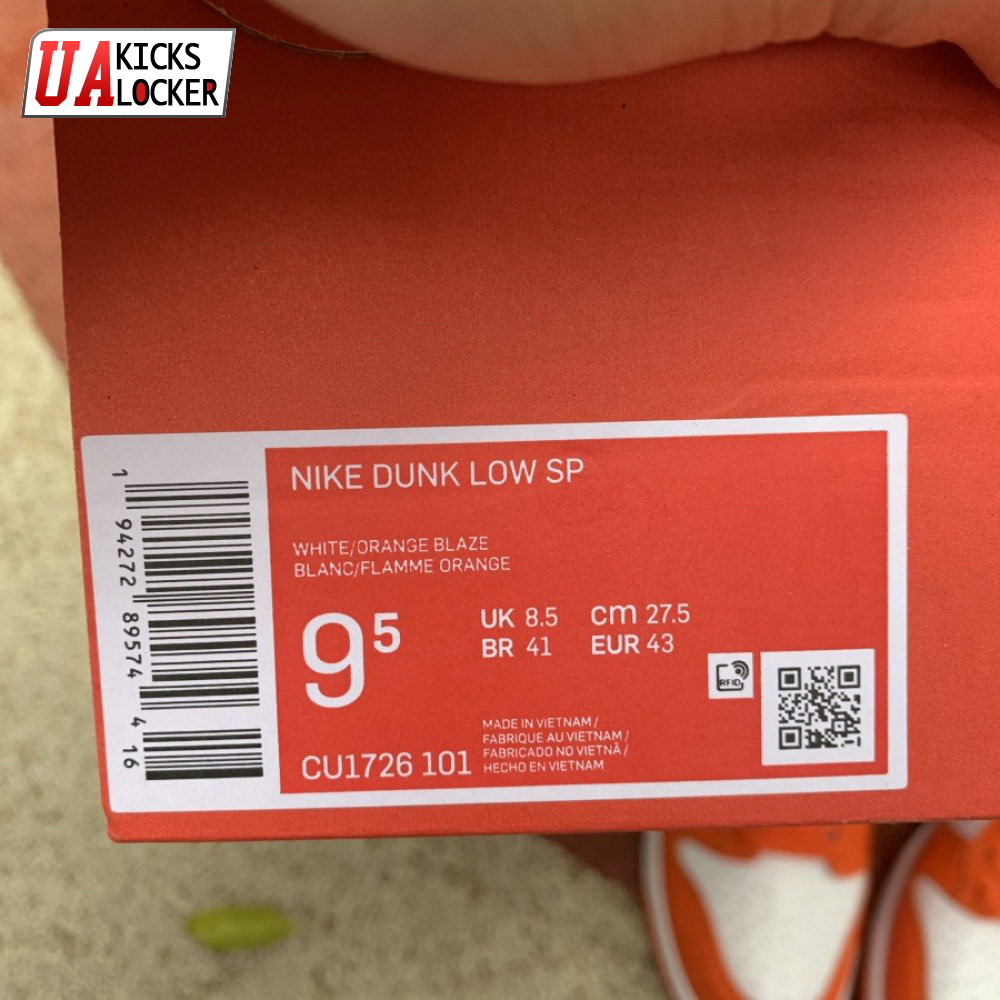 UA KICKS
LOCKER
NIKE DUNK LOW SP
WHITE/ORANGE BLAZE
BLANC/FLAMME ORANGE
9 5
UK 8.5 cm 27.5
BR 41 EUR 43
RFID
MADE IN VIETNAM /
FABRIQUE AU VIETNAM /
FABRICADO NO VIETNÃ /
HECHO EN VIETNAM
CU1726 101
1 94272 89574 4 16